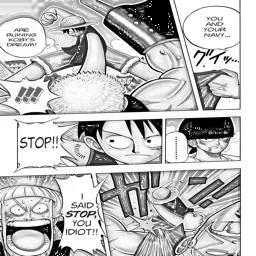 YOU
AND
YOUR
NAVY...
グイッ...
ARE
RUINING
KOBY'S
DREAM!
!!!
STOP!!
.......
I
SAID
STOP,
YOU
IDIOT!!